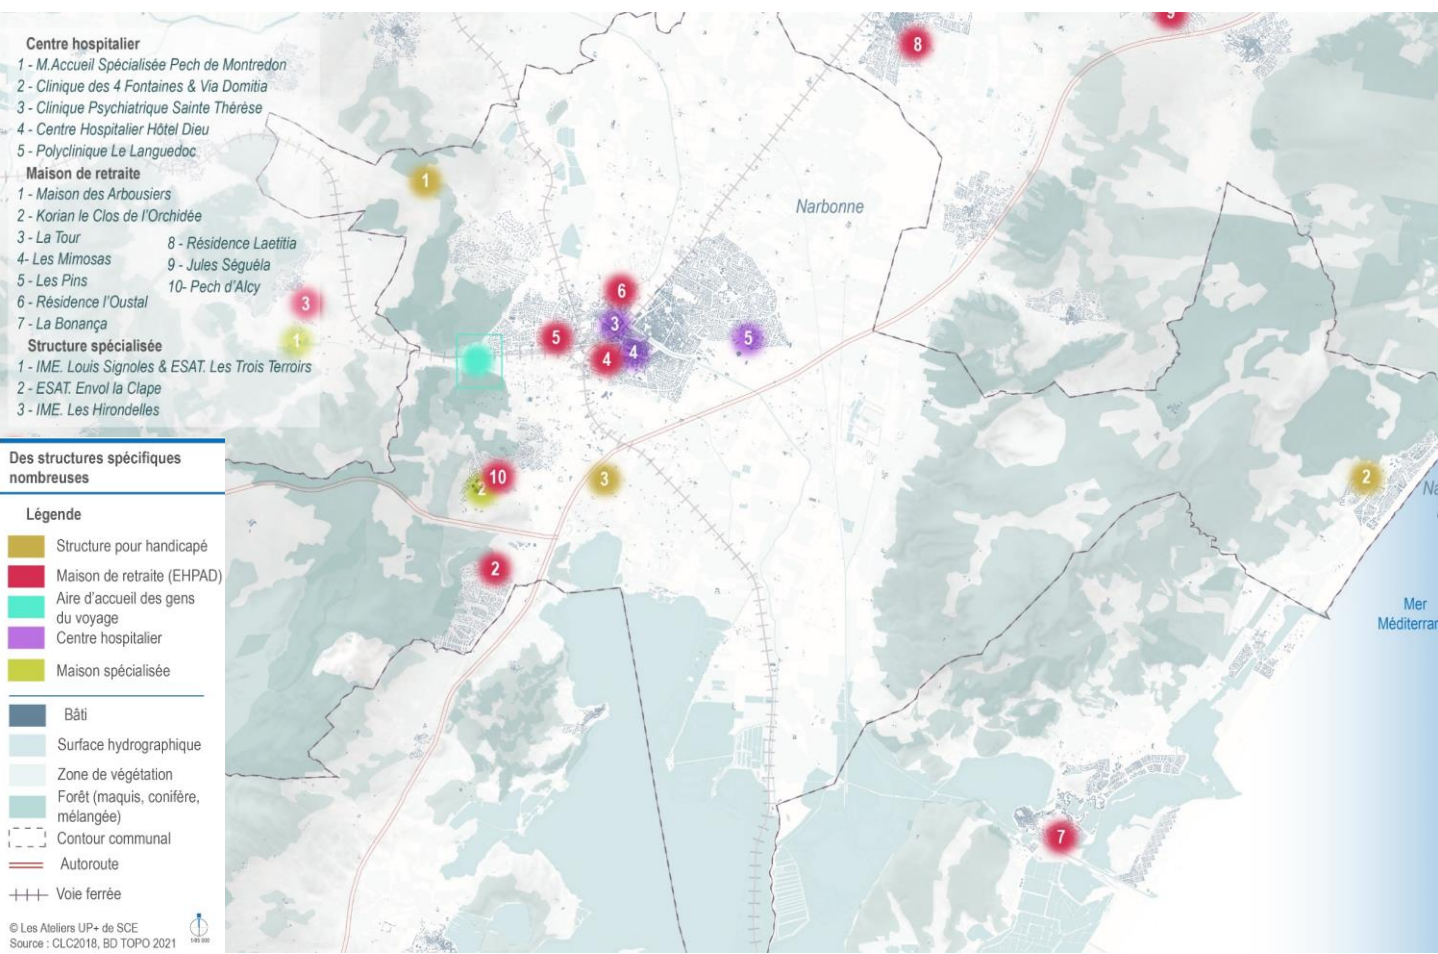 Centre hospitalier
1 - M.Accueil Spécialisée Pech de Montredon
2 - Clinique des 4 Fontaines & Via Domitia
3 - Clinique Psychiatrique Sainte Thérèse
4 - Centre Hospitalier Hôtel Dieu
5 - Polyclinique Le Languedoc
Maison de retraite
1 - Maison des Arbousiers
2 - Korian le Clos de l'Orchidée
3 - La Tour
4- Les Mimosas
5 - Les Pins
6 - Résidence l'Oustal
7 - La Bonança
8 - Résidence Laetitia
9 - Jules Séguéla
10- Pech d'Alcy
Structure spécialisée
1 - IME. Louis Signoles & ESAT. Les Trois Terroirs
2 - ESAT. Envol la Clape
3 - IME. Les Hirondelles
Des structures spécifiques
nombreuses
Légende
Structure pour handicapé
Maison de retraite (EHPAD)
Aire d'accueil des gens
du voyage
Centre hospitalier
Maison spécialisée
Bâti
Surface hydrographique
Zone de végétation
Forêt (maquis, conifère,
mélangée)
Contour communal
Autoroute
Voie ferrée
© Les Ateliers UP+ de SCE
Source : CLC2018, BD TOPO 2021
9
8
1
Narbonne
3
1
6
3
5
4
4
5
10
2
3
2
2
Na
Mer
Méditerran
7